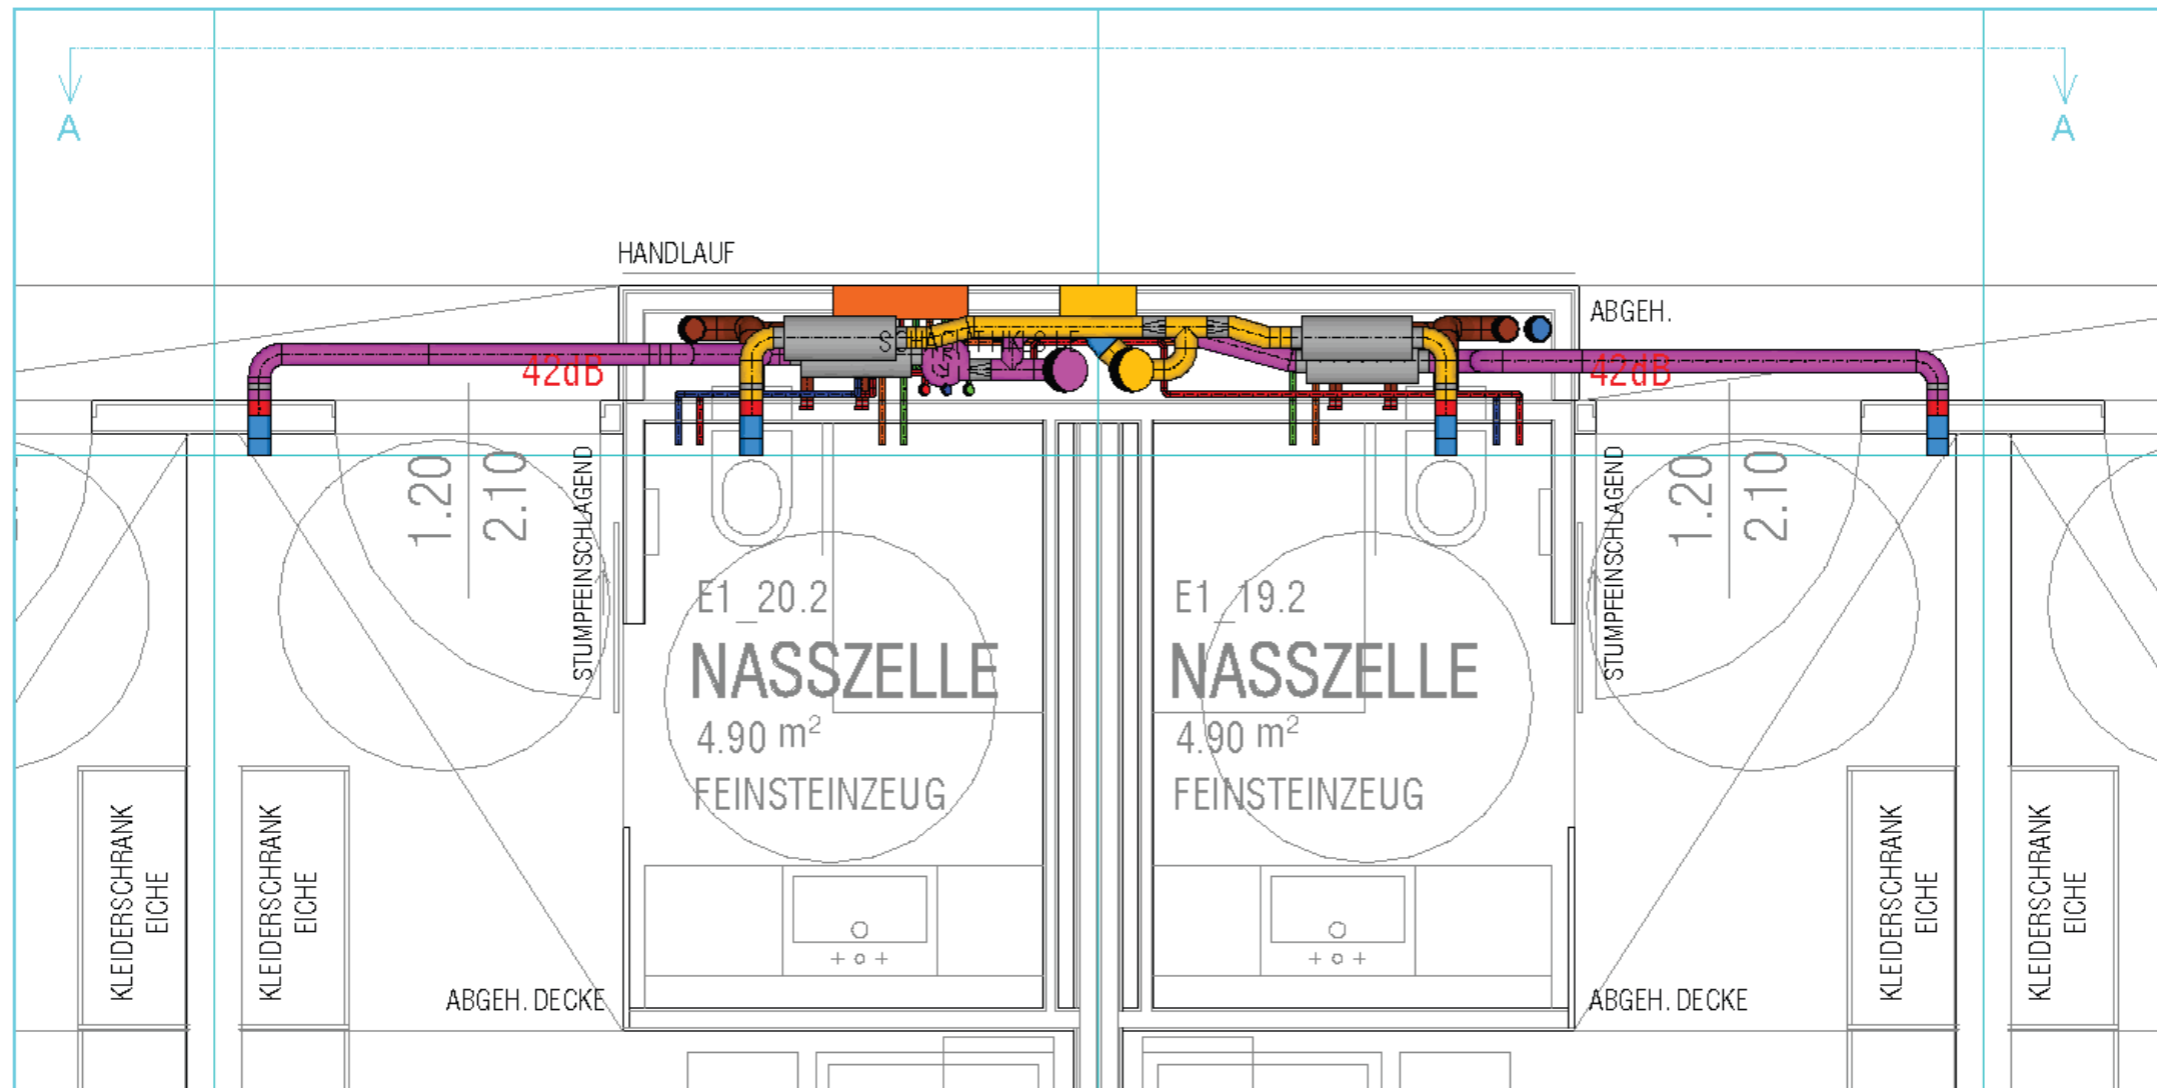 A
A
HANDLAUF
ABGEH.
42dB
42dB
1.20
2.10
STUMPFEINSCHLAGEND
STUMPFEINSCHLAGEND
1.20
2.10
E1_20.2
NASSZELLE
4.90 m²
FEINSTEINZEUG
E1_19.2
NASSZELLE
4.90 m²
FEINSTEINZEUG
KLEIDERSCHRANK
EICHE
KLEIDERSCHRANK
EICHE
KLEIDERSCHRANK
EICHE
KLEIDERSCHRANK
EICHE
ABGEH. DECKE
ABGEH. DECKE